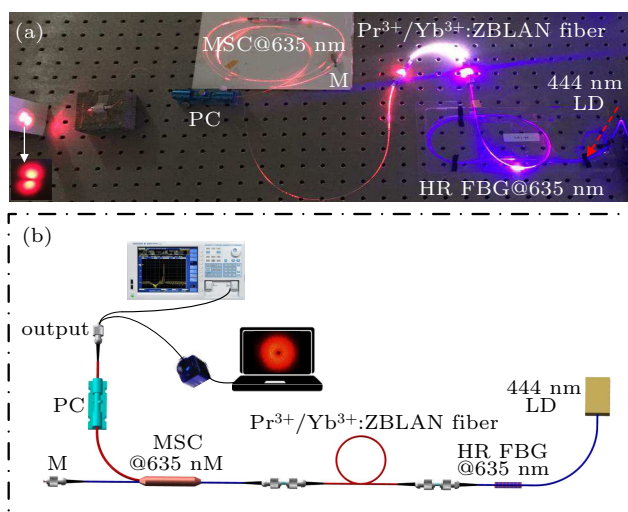 (a)
MSC@635 nm
Pr3+/Yb3+:ZBLAN fiber
M
444 nm
LD
PC
HR FBG@635 nm
(b)
output
444 nm
LD
PC
Pr3+/Yb3+:ZBLAN fiber
MSC
@635 nM
HR FBG
@635 nm
M